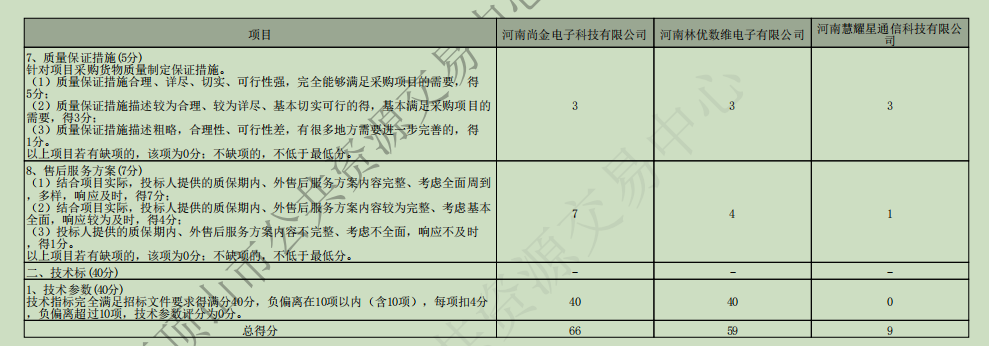 项目
河南尚金电子科技有限公司
河南林优数维电子有限公司
河南慧耀星通信科技有限公
司
7、质量保证措施(5分)
针对项目采购货物质量制定保证措施。
（1）质量保证措施合理、详尽、切实、可行性强，完全能够满足采购项目的需要，得
5分；
（2）质量保证措施描述较为合理、较为详尽、基本切实可行的得，基本满足采购项目的
需要，得3分；
（3）质量保证措施描述粗略，合理性、可行性差，有很多地方需要进一步完善的，得
1分。
以上项目若有缺项的，该项为0分；不缺项的，不低于最低分。
3
3
3
8、售后服务方案(7分)
（1）结合项目实际，投标人提供的质保期内、外售后服务方案内容完整、考虑全面周到
，多样，响应及时，得7分；
（2）结合项目实际，投标人提供的质保期内、外售后服务方案内容较为完整、考虑基本
全面，响应较为及时，得4分；
（3）投标人提供的质保期内、外售后服务方案内容不完整、考虑不全面，响应不及时
，得1分。
以上项目若有缺项的，该项为0分；不缺项的，不低于最低分。
7
4
1
二、技术标(40分)
–
–
–
1、技术参数(40分)
技术指标完全满足招标文件要求得满分40分，负偏离在10项以内（含10项），每项扣4分
，负偏离超过10项，技术参数评分为0分。
40
40
0
总得分
66
59
9
顶山市公共资源交易中心
共资源交易中心